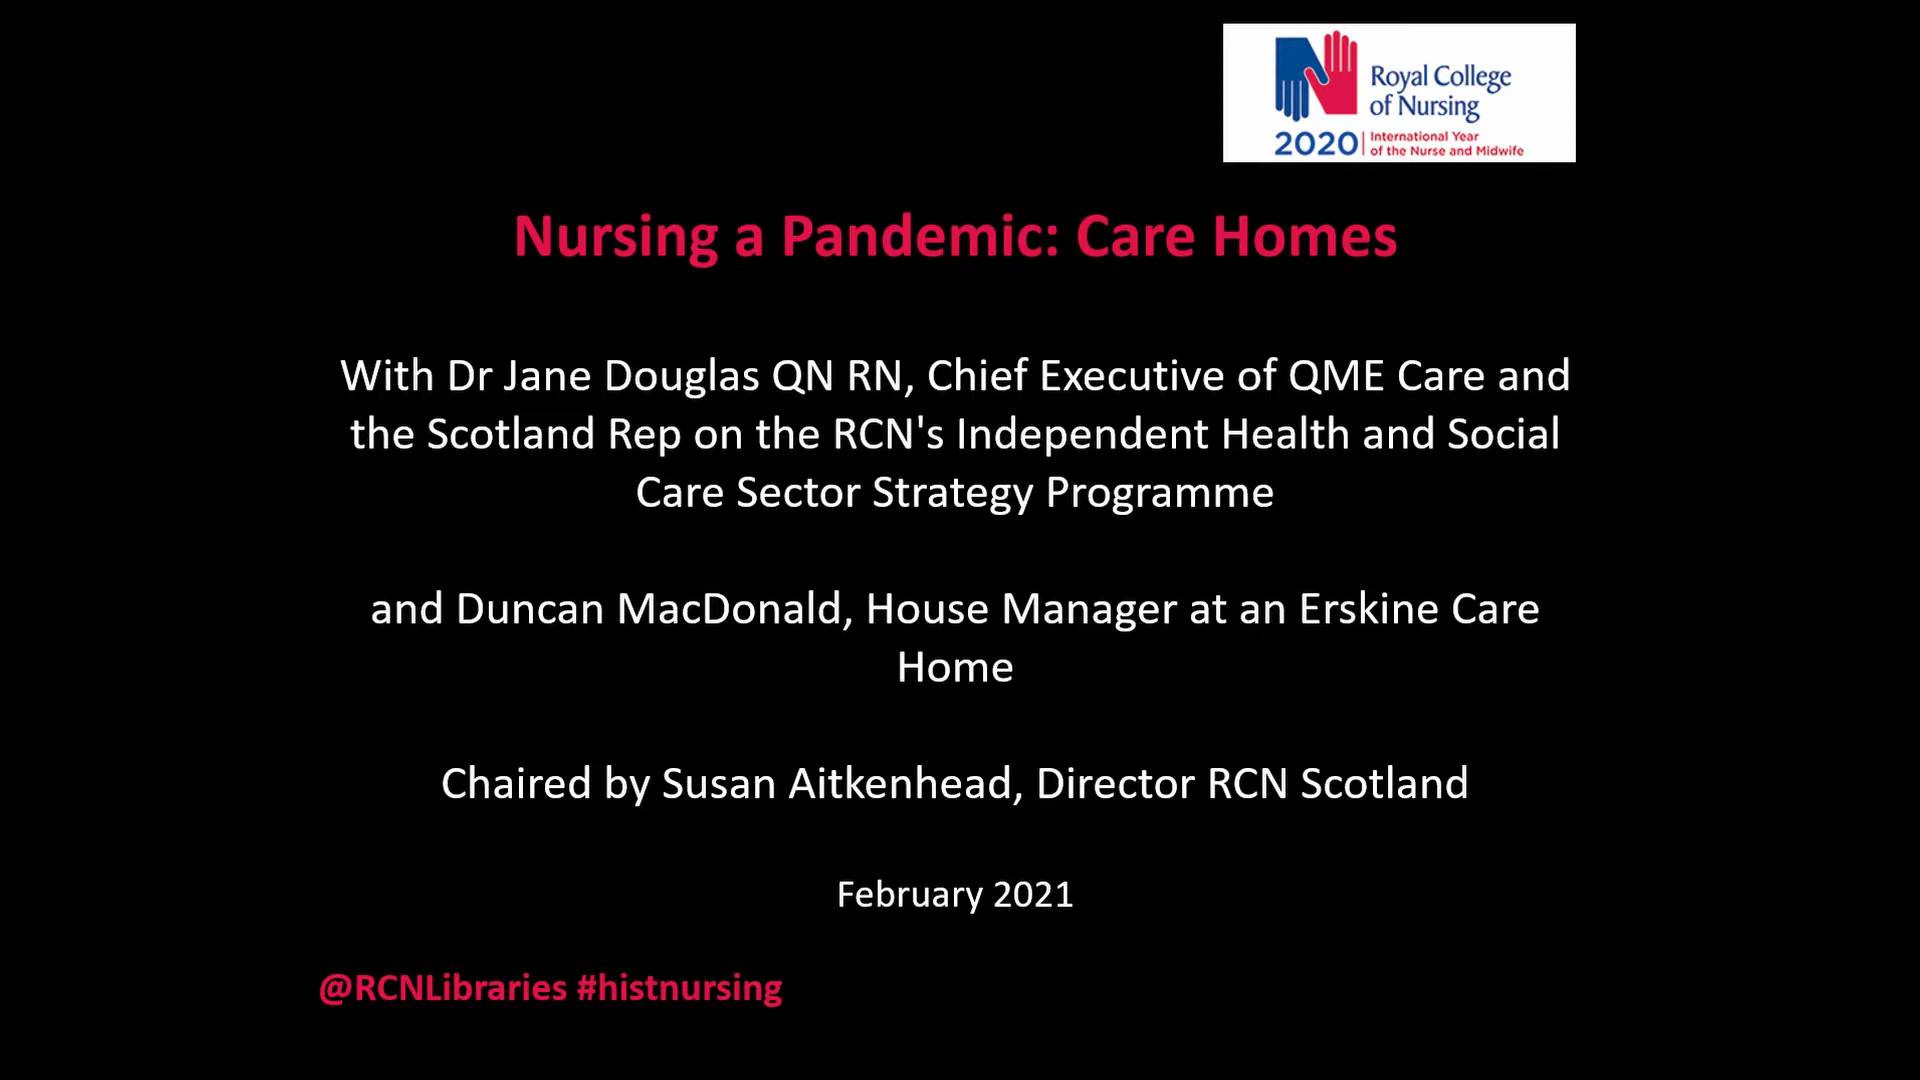 Royal College
of Nursing
2020 International Year
of the Nurse and Midwife
Nursing a Pandemic: Care Homes
With Dr Jane Douglas QN RN, Chief Executive of QME Care and
the Scotland Rep on the RCN's Independent Health and Social
Care Sector Strategy Programme
and Duncan MacDonald, House Manager at an Erskine Care
Home
Chaired by Susan Aitkenhead, Director RCN Scotland
February 2021
@RCNLibraries #histnursing